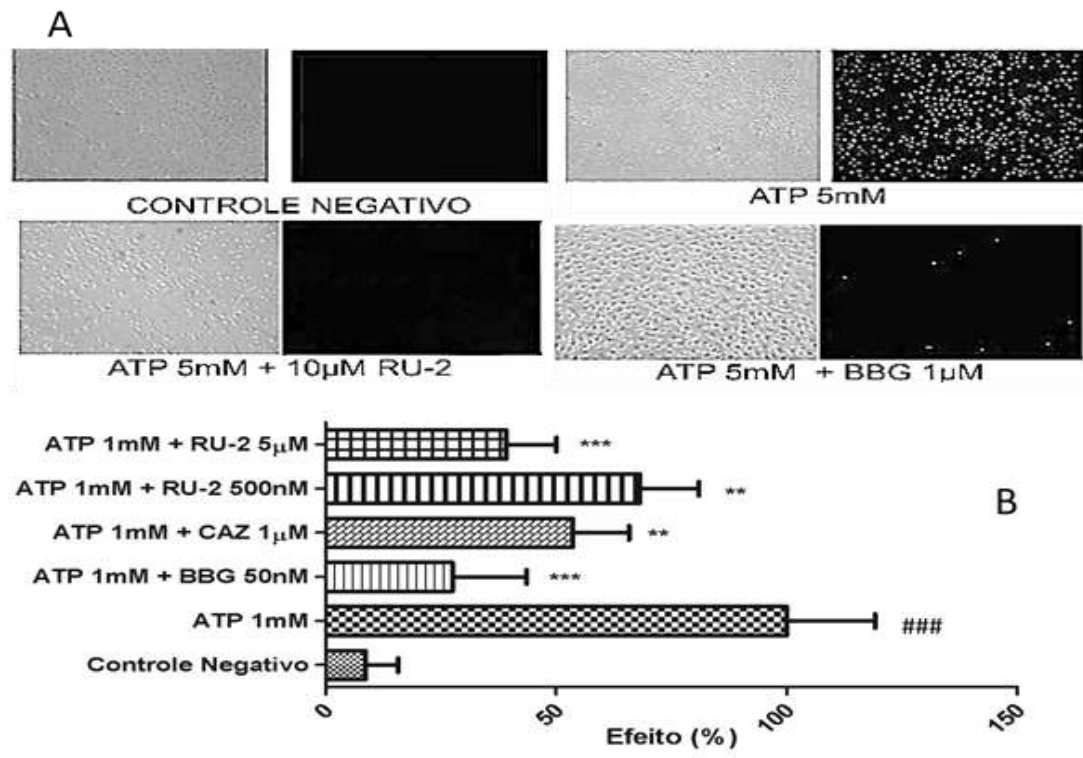 A
CONTROLE NEGATIVO
ATP 5mM
ATP 5mM + 10µM RU-2
ATP 5mM + BBG 1µM
B
ATP 1mM + RU-2 5µM ***
ATP 1mM + RU-2 500nM **
ATP 1mM + CAZ 1µM **
ATP 1mM + BBG 50nM ***
ATP 1mM ###
Controle Negativo
0 50 100 150
Efeito (%)